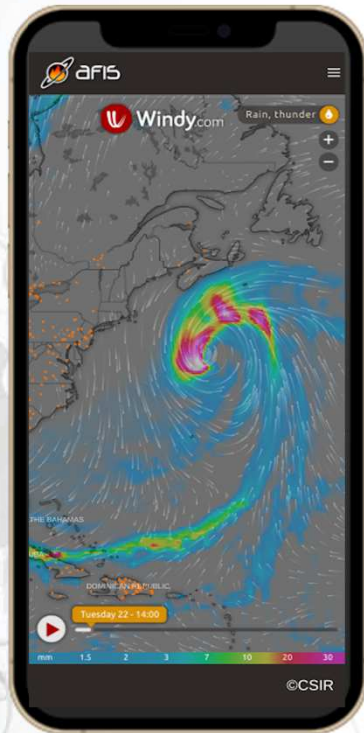 afis
Windy.com
Rain, thunder
+
−
THE BAHAMAS
DOMINICAN REPUBLIC
Tuesday 22 - 14:00
mm 1.5 2 3 7 10 20 30
©CSIR